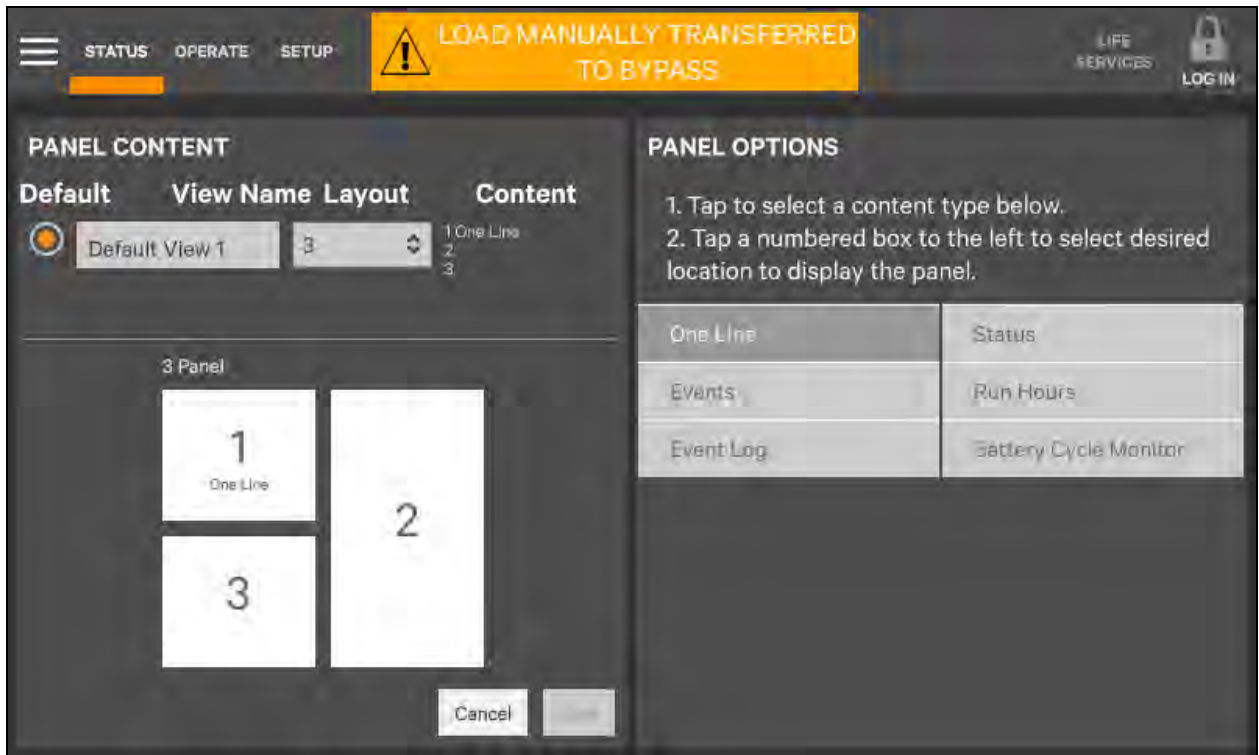 STATUS OPERATE SETUP
LOAD MANUALLY TRANSFERRED
TO BYPASS
LIFE
SERVICES
LOG IN
PANEL CONTENT
Default View Name Layout Content
Default View 1 3
1 One Line
2
3
3 Panel
1
One Line
2
3
Cancel
PANEL OPTIONS
1. Tap to select a content type below.
2. Tap a numbered box to the left to select desired
location to display the panel.
One Line Status
Events Run Hours
Event Log Battery Cycle Monitor